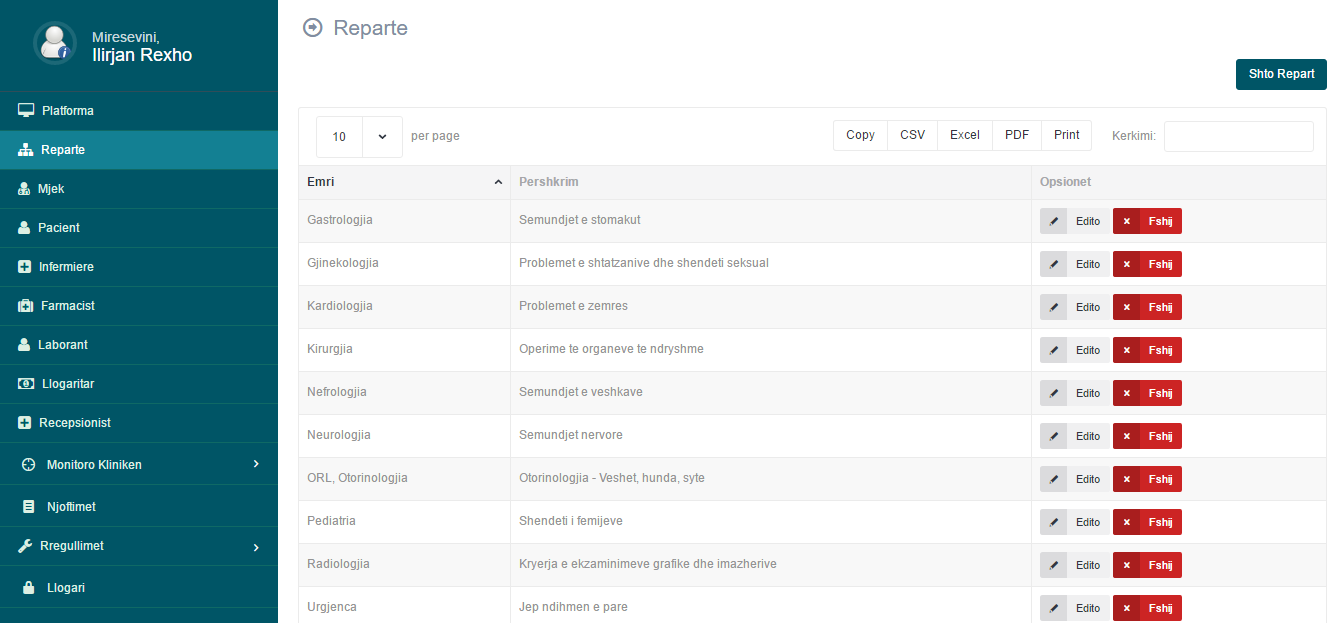 Miresevini,
Ilirjan Rexho
Platforma
Reparte
Mjek
Pacient
Infermiere
Farmacist
Laborant
Llogaritar
Recepsionist
Monitoro Kliniken
Njoftimet
Rregullimet
Llogari
Reparte
Shto Repart
10 per page Copy CSV Excel PDF Print Kerkimi:
Emri Pershkrim Opsionet
Gastrologjia Semundjet e stomakut Edito × Fshij
Gjinekologjia Problemet e shtatzanive dhe shendeti seksual Edito × Fshij
Kardiologjia Problemet e zemres Edito × Fshij
Kirurgjia Operime te organeve te ndryshme Edito × Fshij
Nefrologjia Semundjet e veshkave Edito × Fshij
Neurologjia Semundjet nervore Edito × Fshij
ORL, Otorinologjia Otorinologjia - Veshet, hunda, syte Edito × Fshij
Pediatria Shendeti i femijeve Edito × Fshij
Radiologjia Kryerja e ekzaminimeve grafike dhe imazherive Edito × Fshij
Urgjenca Jep ndihmen e pare Edito × Fshij